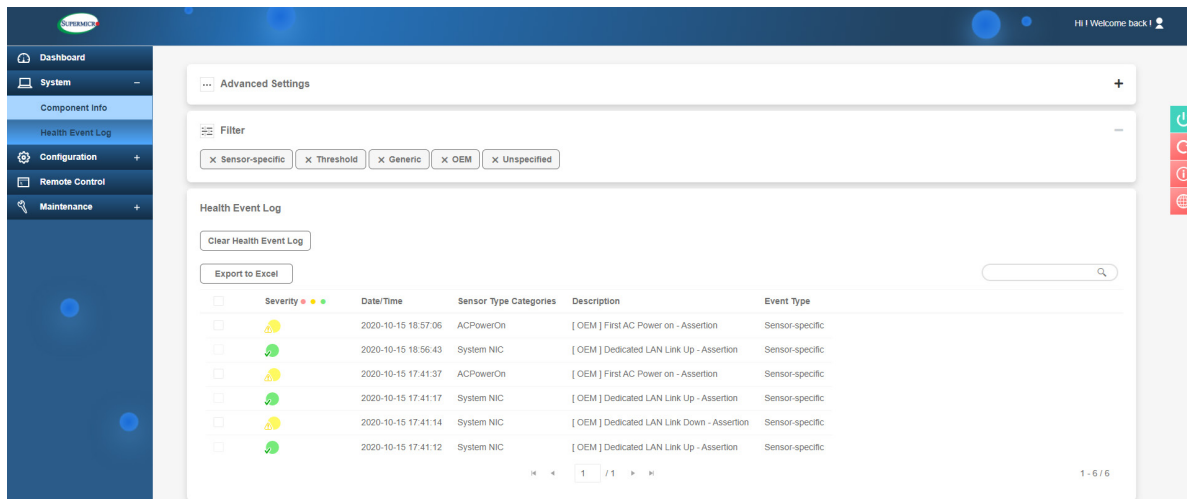 SUPERMICR
Hi ! Welcome back !
Dashboard
System −
Component Info
Health Event Log
Configuration +
Remote Control
Maintenance +
Advanced Settings +
Filter −
× Sensor-specific × Threshold × Generic × OEM × Unspecified
Health Event Log
Clear Health Event Log
Export to Excel
Severity Date/Time Sensor Type Categories Description Event Type
2020-10-15 18:57:06 ACPowerOn [ OEM ] First AC Power on - Assertion Sensor-specific
2020-10-15 18:56:43 System NIC [ OEM ] Dedicated LAN Link Up - Assertion Sensor-specific
2020-10-15 17:41:37 ACPowerOn [ OEM ] First AC Power on - Assertion Sensor-specific
2020-10-15 17:41:17 System NIC [ OEM ] Dedicated LAN Link Up - Assertion Sensor-specific
2020-10-15 17:41:14 System NIC [ OEM ] Dedicated LAN Link Down - Assertion Sensor-specific
2020-10-15 17:41:12 System NIC [ OEM ] Dedicated LAN Link Up - Assertion Sensor-specific
1 / 1
1 - 6 / 6